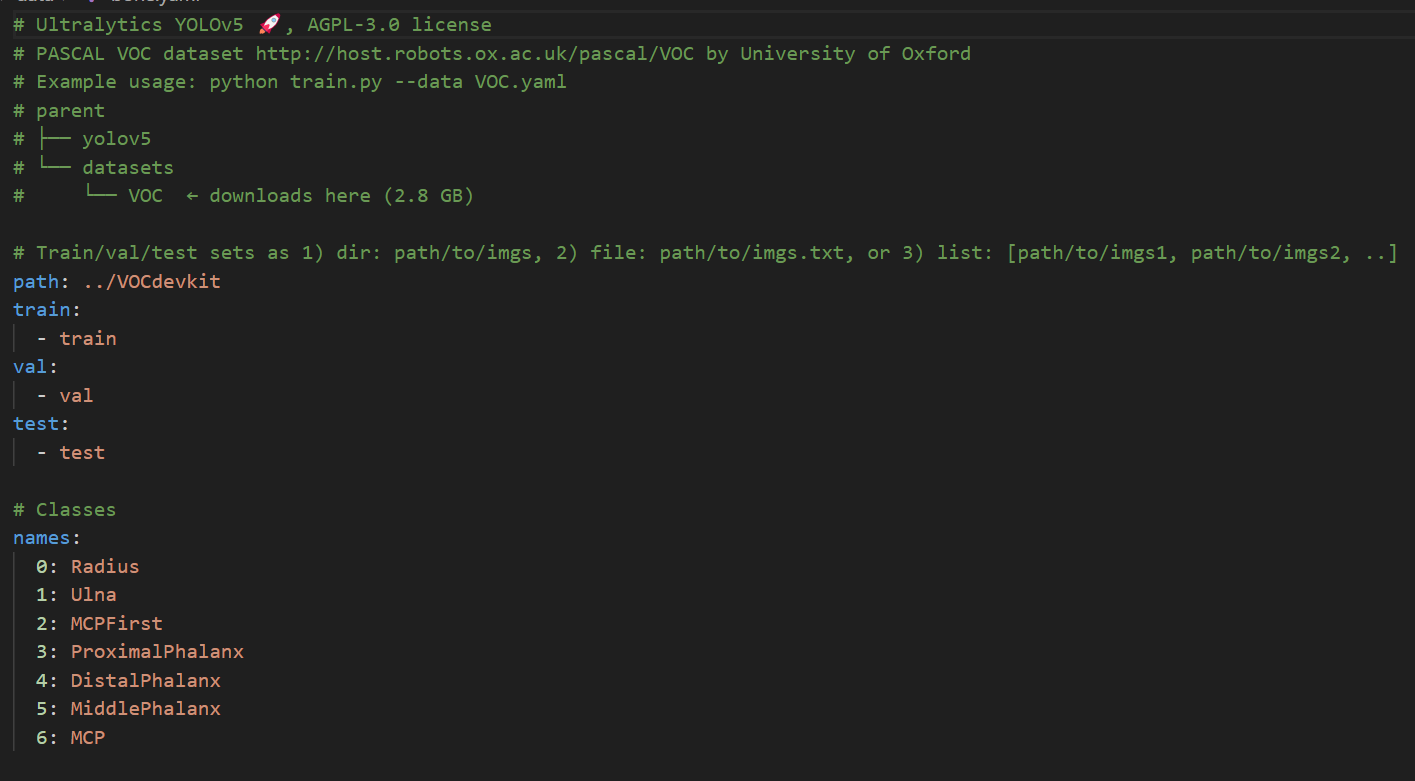 # Ultralytics YOLOv5 🚀, AGPL-3.0 license
# PASCAL VOC dataset http://host.robots.ox.ac.uk/pascal/VOC by University of Oxford
# Example usage: python train.py --data VOC.yaml
# parent
# ├── yolov5
# └── datasets
#     └── VOC  ← downloads here (2.8 GB)
# Train/val/test sets as 1) dir: path/to/imgs, 2) file: path/to/imgs.txt, or 3) list: [path/to/imgs1, path/to/imgs2, ..]
path: ../VOCdevkit
train:
  - train
val:
  - val
test:
  - test
# Classes
names:
  0: Radius
  1: Ulna
  2: MCPFirst
  3: ProximalPhalanx
  4: DistalPhalanx
  5: MiddlePhalanx
  6: MCP